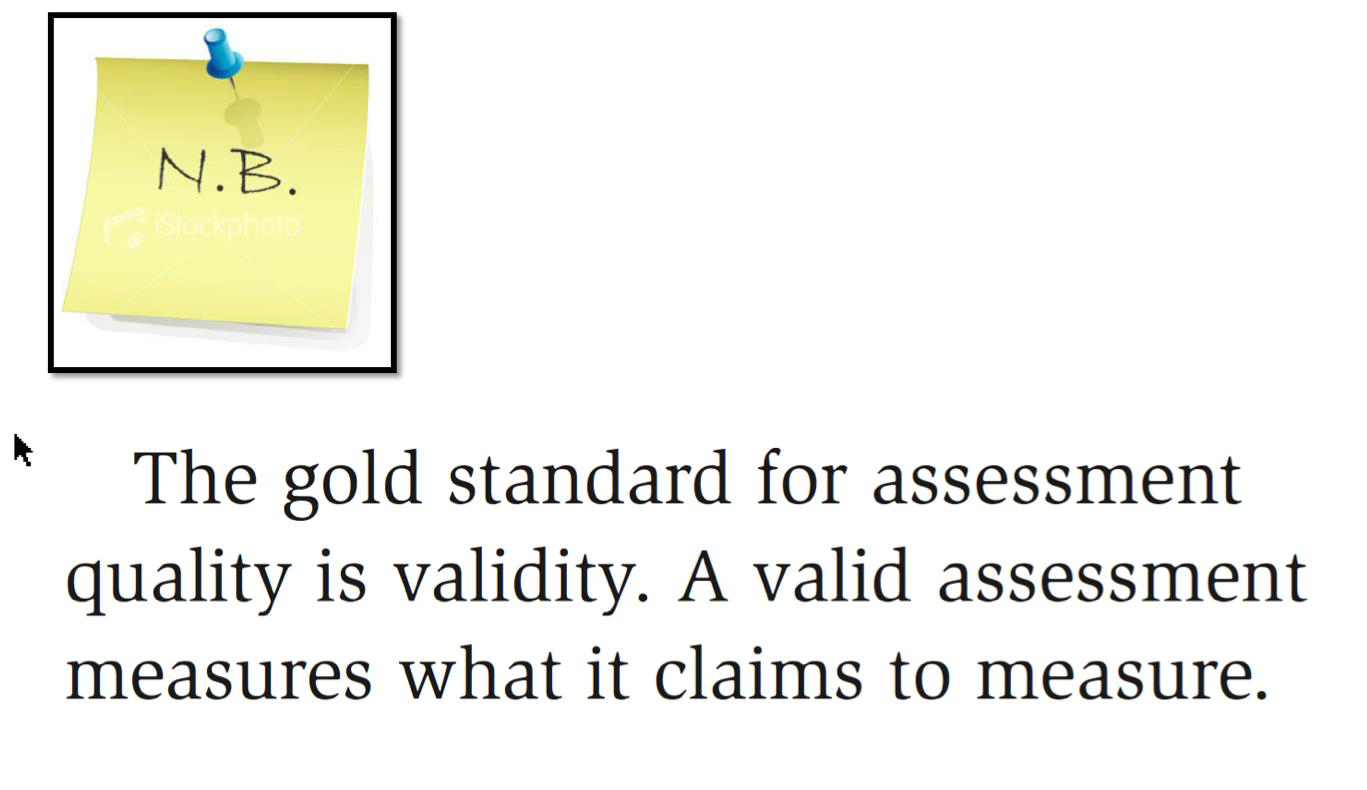 N.B.
iStockphoto
The gold standard for assessment
quality is validity. A valid assessment
measures what it claims to measure.